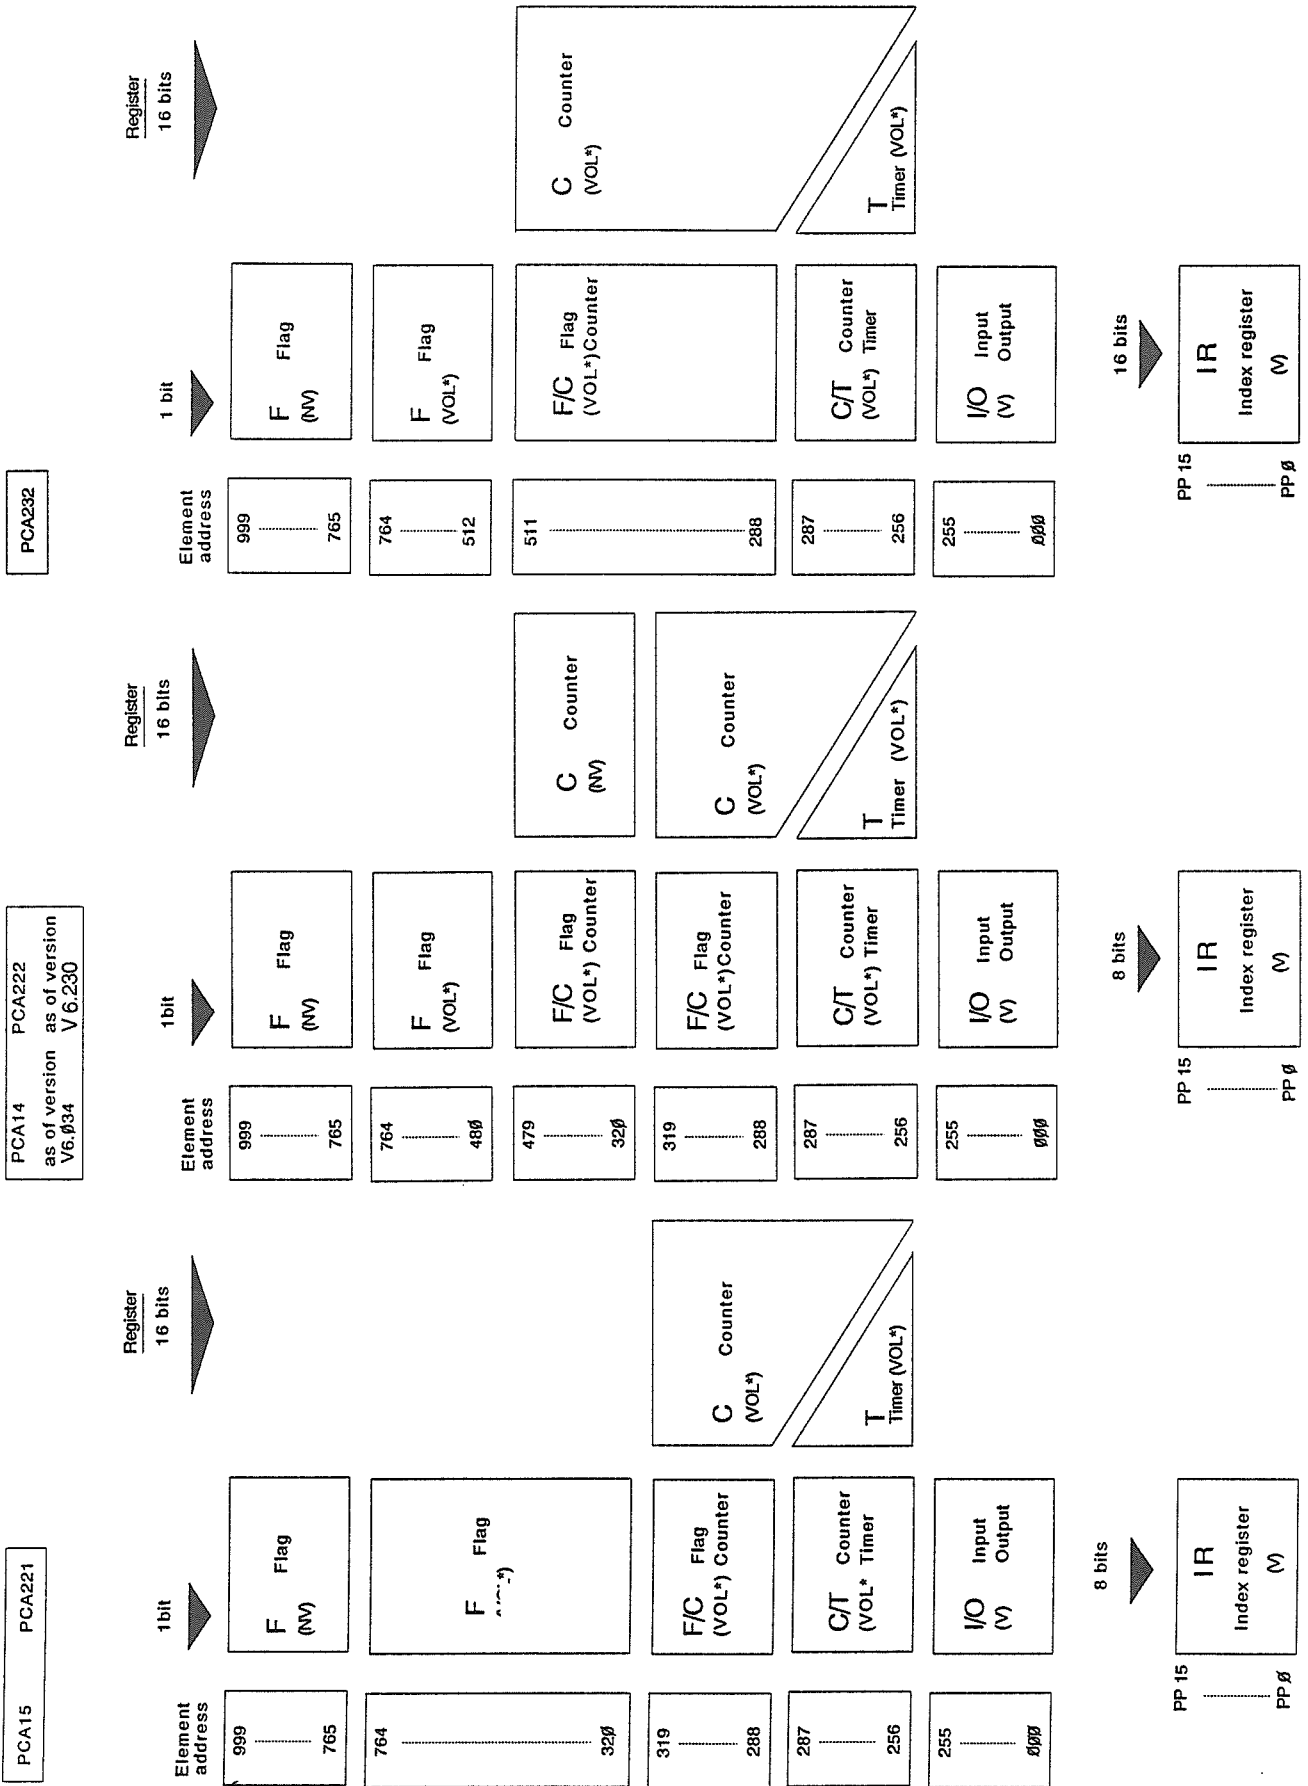 PCA15 PCA221
Element
address
1bit
Register
16 bits
999
765
F Flag
(NV)
764
32Ø
F Flag
319
288
F/C Flag
(VOL*) Counter
C Counter
(VOL*)
287
256
C/T Counter
(VOL* Timer
T
Timer (VOL*)
255
ØØØ
I/O Input
(V) Output
8 bits
PP 15
PP Ø
IR
Index register
(V)
PCA14 PCA222
as of version as of version
V6.Ø34 V 6.230
Element
address
1bit
Register
16 bits
999
765
F Flag
(NV)
764
48Ø
F Flag
(VOL*)
479
32Ø
F/C Flag
(VOL*) Counter
C Counter
(NV)
319
288
F/C Flag
(VOL*)Counter
C Counter
(VOL*)
287
256
C/T Counter
(VOL*) Timer
T
Timer (VOL*)
255
ØØØ
I/O Input
(V) Output
8 bits
PP 15
PP Ø
IR
Index register
(V)
PCA232
Element
address
1 bit
Register
16 bits
999
765
F Flag
(NV)
764
512
F Flag
(VOL*)
511
288
F/C Flag
(VOL*)Counter
C Counter
(VOL*)
287
256
C/T Counter
(VOL*) Timer
T
Timer (VOL*)
255
ØØØ
I/O Input
(V) Output
16 bits
PP 15
PP Ø
IR
Index register
(V)